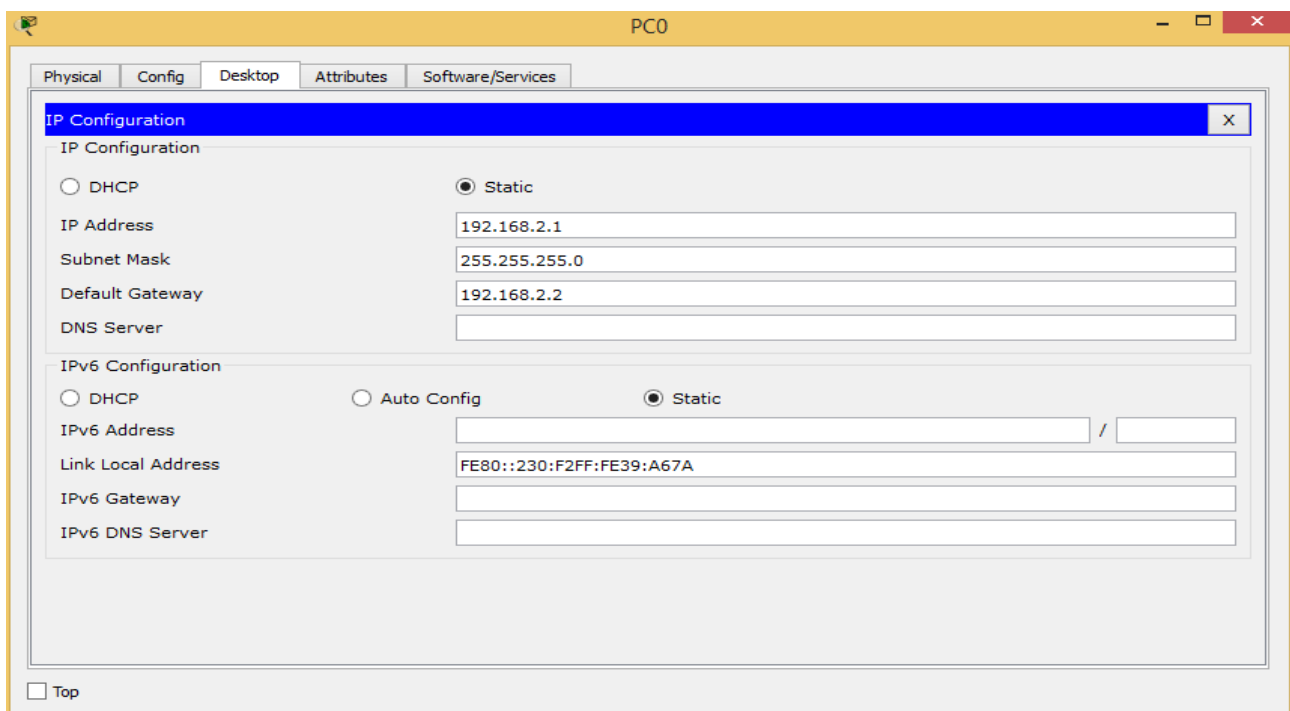 PC0
Physical Config Desktop Attributes Software/Services
IP Configuration X
IP Configuration
DHCP Static
IP Address 192.168.2.1
Subnet Mask 255.255.255.0
Default Gateway 192.168.2.2
DNS Server
IPv6 Configuration
DHCP Auto Config Static
IPv6 Address /
Link Local Address FE80::230:F2FF:FE39:A67A
IPv6 Gateway
IPv6 DNS Server
Top